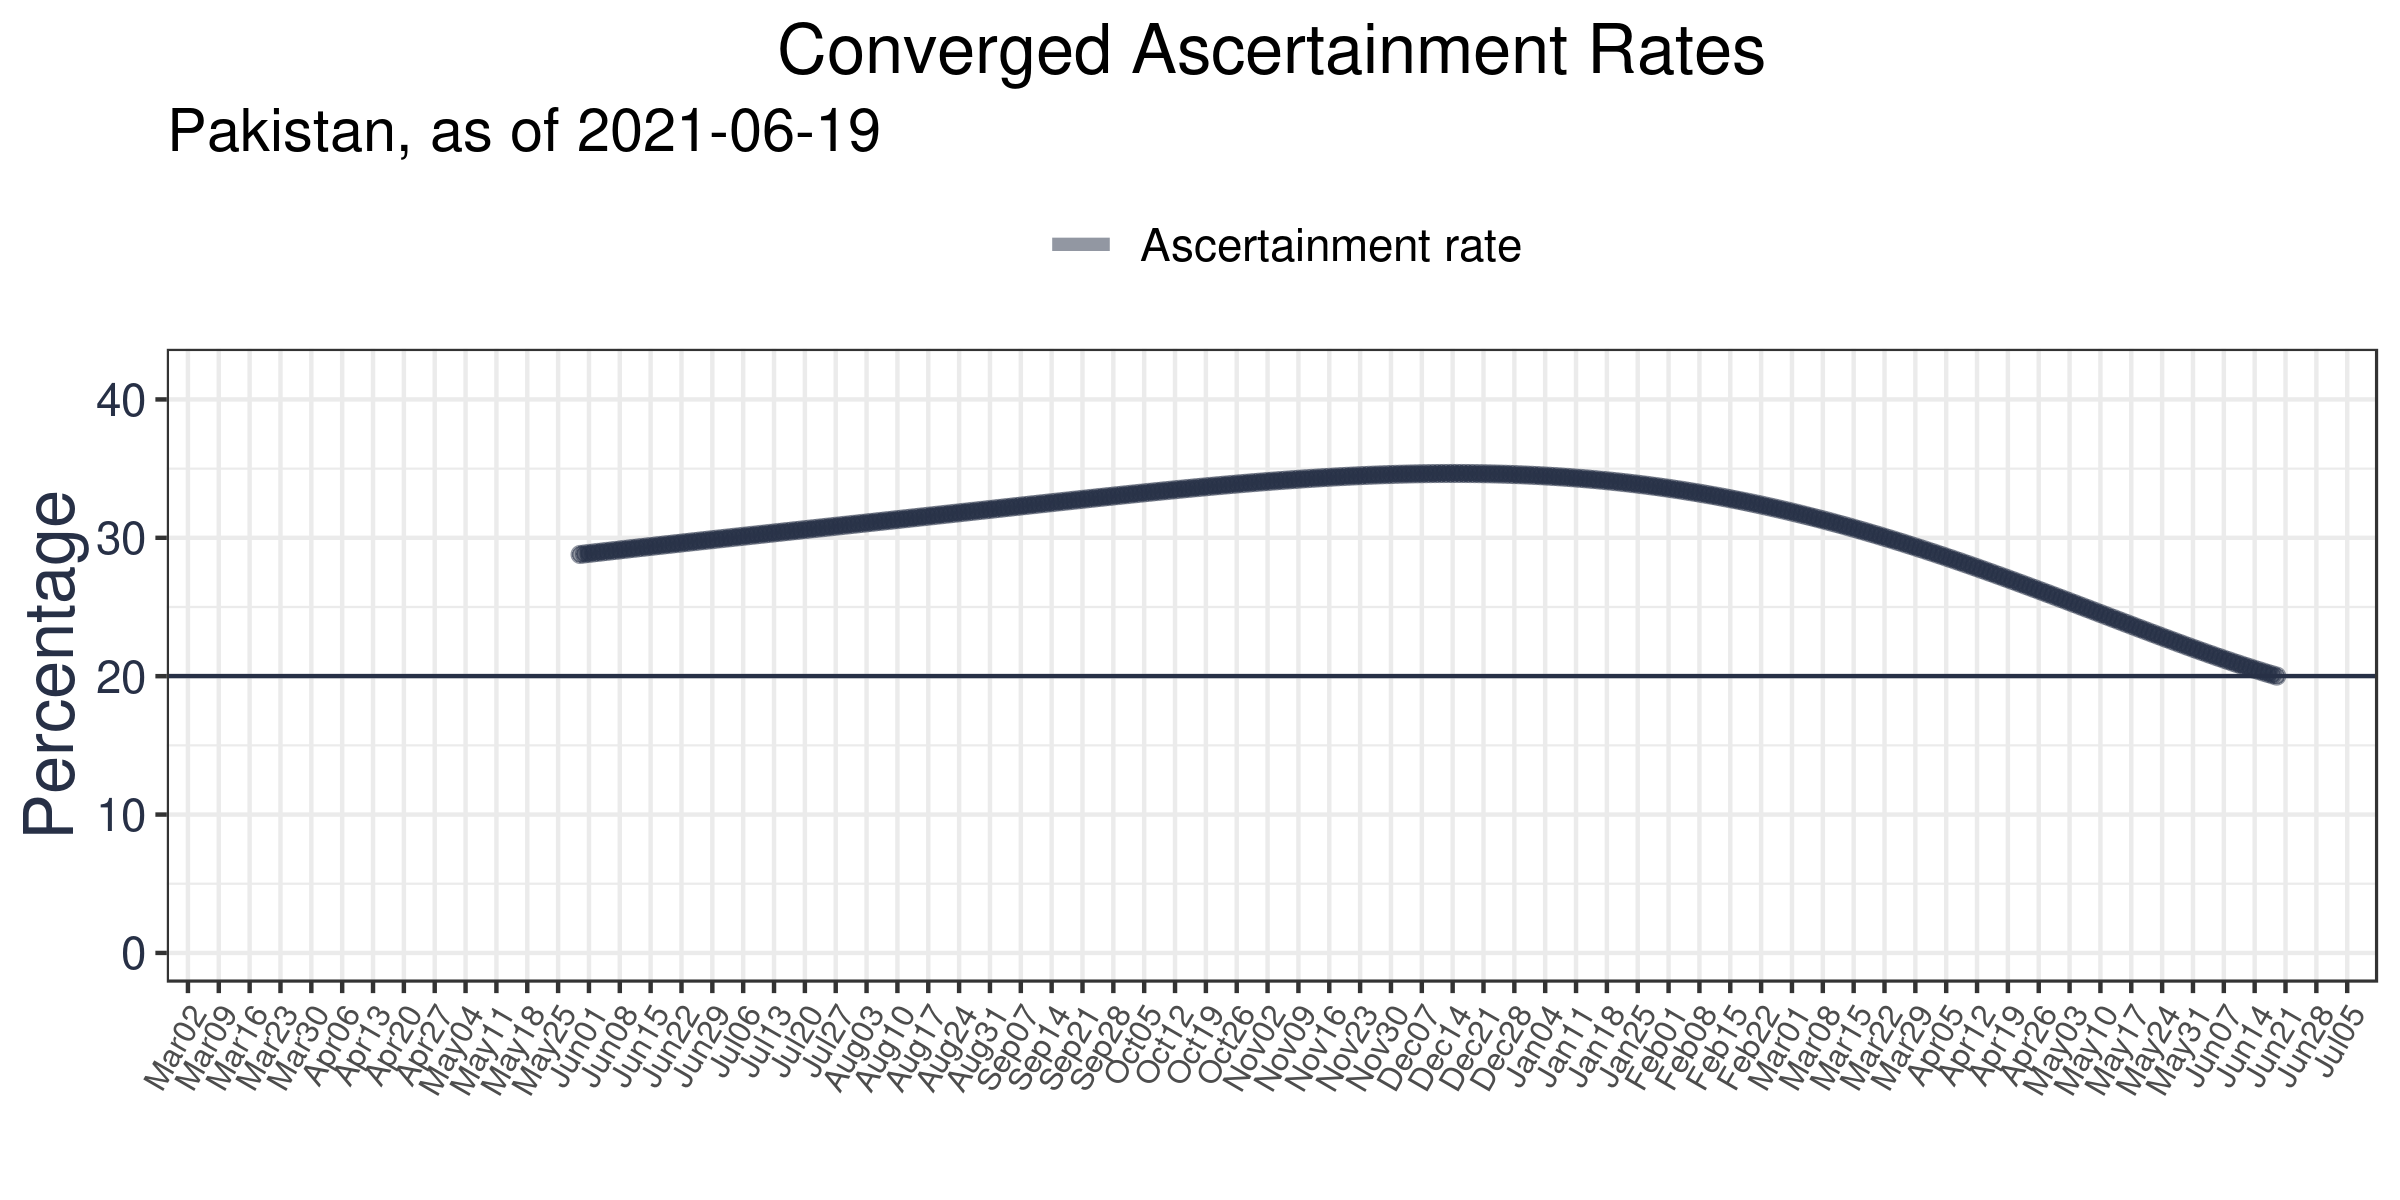 Converged Ascertainment Rates
Pakistan, as of 2021-06-19
Ascertainment rate
Percentage
40
30
20
10
0
Mar02 Mar09 Mar16 Mar23 Mar30 Apr06 Apr13 Apr20 Apr27 May04 May11 May18 May25 Jun01 Jun08 Jun15 Jun22 Jun29 Jul06 Jul13 Jul20 Jul27 Aug03 Aug10 Aug17 Aug24 Aug31 Sep07 Sep14 Sep21 Sep28 Oct05 Oct12 Oct19 Oct26 Nov02 Nov09 Nov16 Nov23 Nov30 Dec07 Dec14 Dec21 Dec28 Jan04 Jan11 Jan18 Jan25 Feb01 Feb08 Feb15 Feb22 Mar01 Mar08 Mar15 Mar22 Mar29 Apr05 Apr12 Apr19 Apr26 May03 May10 May17 May24 May31 Jun07 Jun14 Jun21 Jun28 Jul05